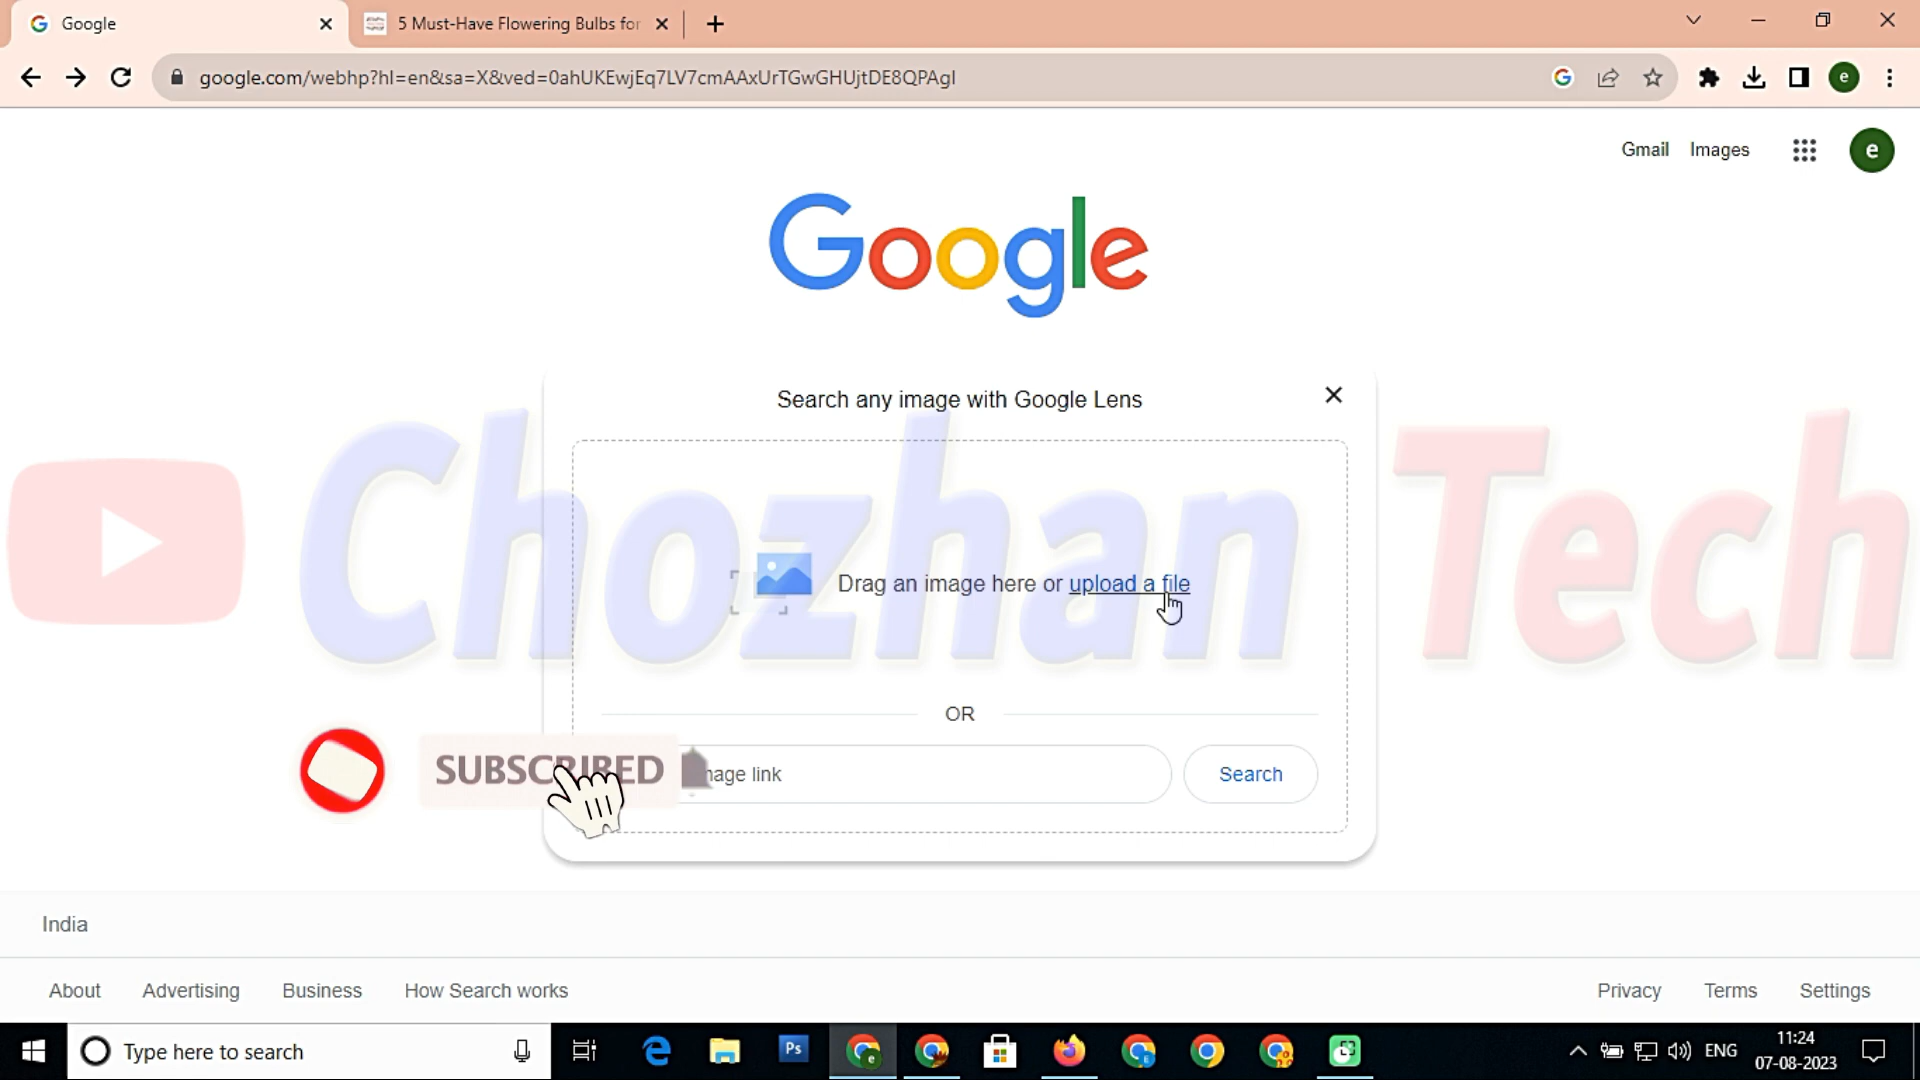 Google
5 Must-Have Flowering Bulbs for
google.com/webhp?hl=en&sa=X&ved=0ahUKEwjEq7LV7cmAAxUrTGwGHUjtDE8QPAgI
e
Gmail Images
e
Google
Search any image with Google Lens
Chozhan Tech
Drag an image here or upload a file
OR
SUBSCRIBED
link
Search
India
About Advertising Business How Search works
Privacy Terms Settings
Type here to search
Ps
ENG
11:24
07-08-2023